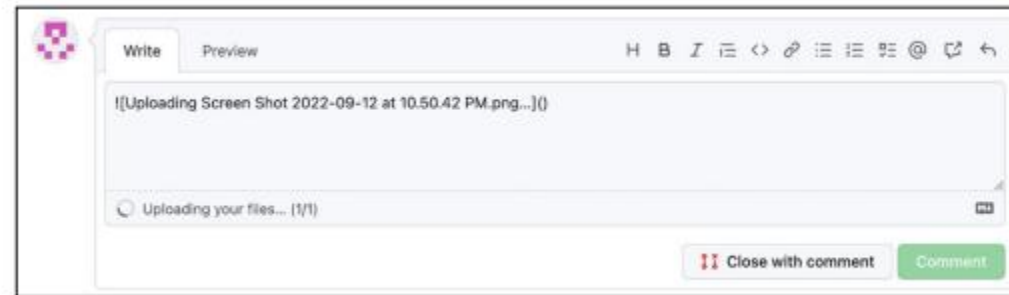 Write Preview H B I <> @
![Uploading Screen Shot 2022-09-12 at 10.50.42 PM.png...]()
Uploading your files... (1/1)
Close with comment Comment